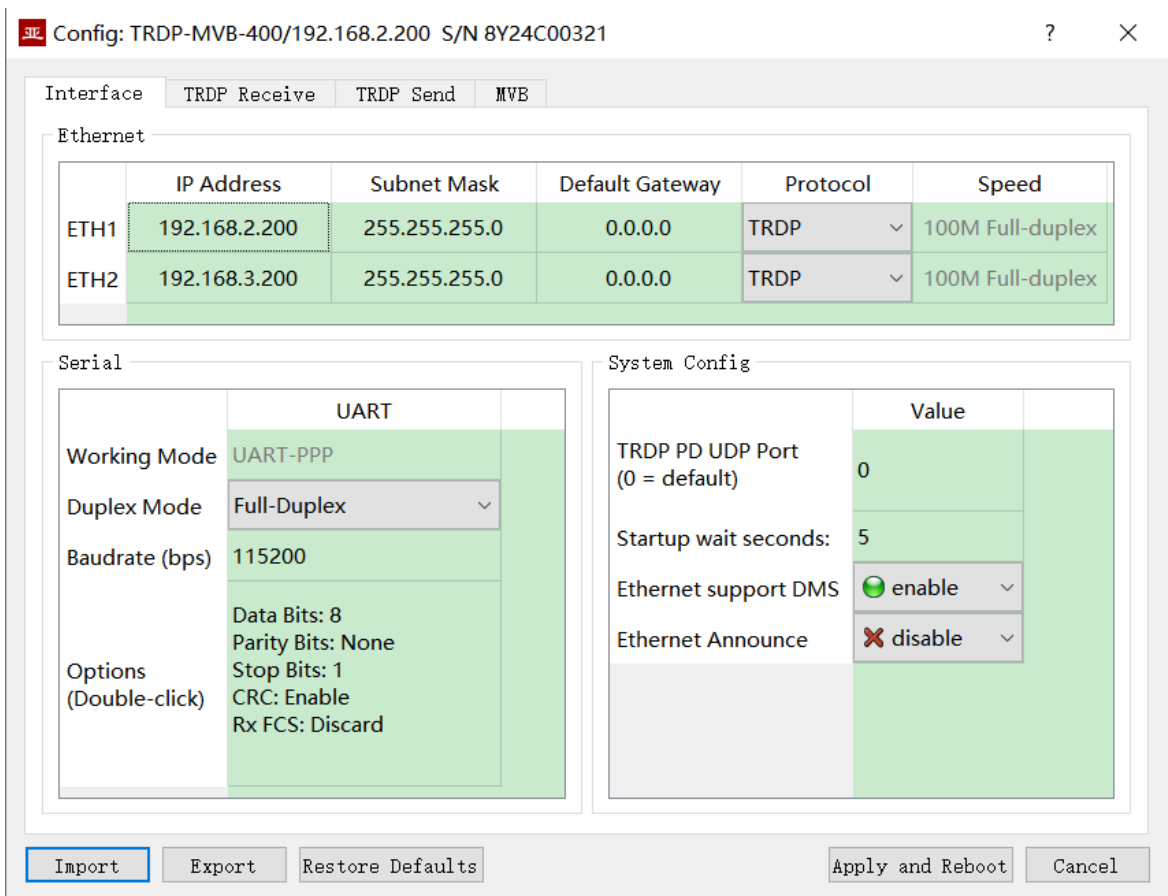 亚 Config: TRDP-MVB-400/192.168.2.200 S/N 8Y24C00321 ?
Interface TRDP Receive TRDP Send MVB
Ethernet
IP Address Subnet Mask Default Gateway Protocol Speed
ETH1 192.168.2.200 255.255.255.0 0.0.0.0 TRDP 100M Full-duplex
ETH2 192.168.3.200 255.255.255.0 0.0.0.0 TRDP 100M Full-duplex
Serial
UART
Working Mode UART-PPP
Duplex Mode Full-Duplex
Baudrate (bps) 115200
Options
(Double-click)
Data Bits: 8
Parity Bits: None
Stop Bits: 1
CRC: Enable
Rx FCS: Discard
System Config
Value
TRDP PD UDP Port
(0 = default)
0
Startup wait seconds: 5
Ethernet support DMS enable
Ethernet Announce disable
Import Export Restore Defaults Apply and Reboot Cancel